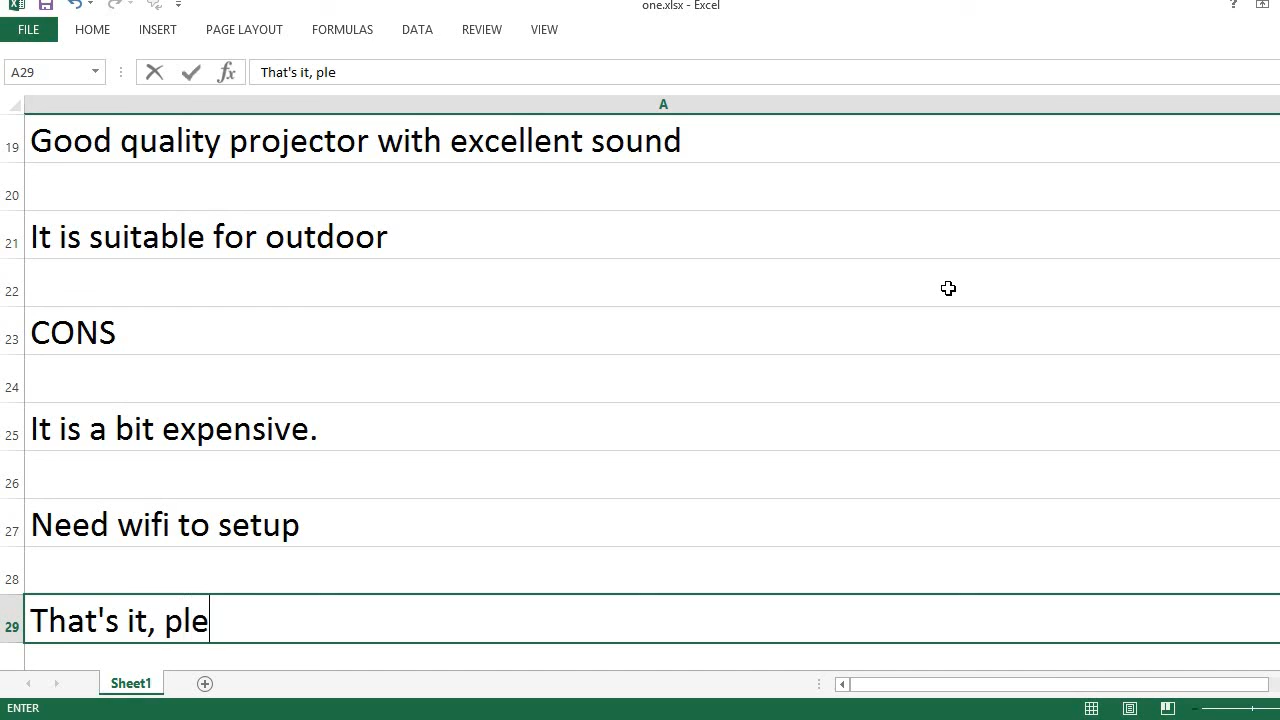 one.xlsx - Excel
?
FILE HOME INSERT PAGE LAYOUT FORMULAS DATA REVIEW VIEW
A29 fx That's it, ple
A
19 Good quality projector with excellent sound
20
21 It is suitable for outdoor
22
23 CONS
24
25 It is a bit expensive.
26
27 Need wifi to setup
28
29 That's it, ple
Sheet1
ENTER